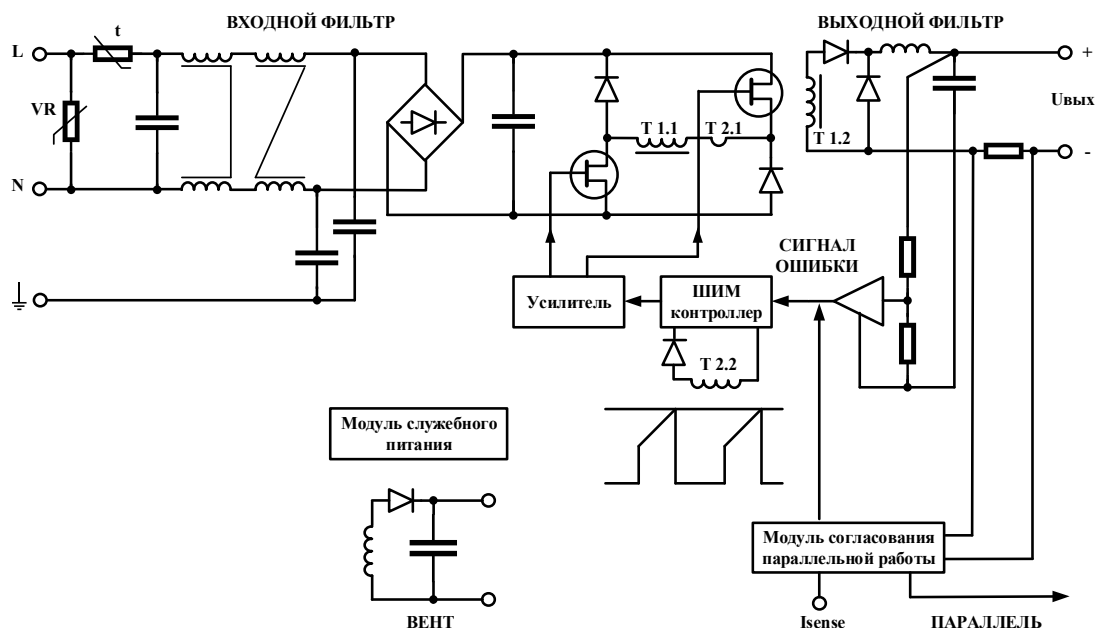 ВХОДНОЙ ФИЛЬТР
ВЫХОДНОЙ ФИЛЬТР
L
t
+
VR
Uвых
T 1.1
T 2.1
T 1.2
N
-
СИГНАЛ
ОШИБКИ
Усилитель
ШИМ
контроллер
T 2.2
Модуль служебного
питания
Модуль согласования
параллельной работы
ВЕНТ
Isense
ПАРАЛЛЕЛЬ